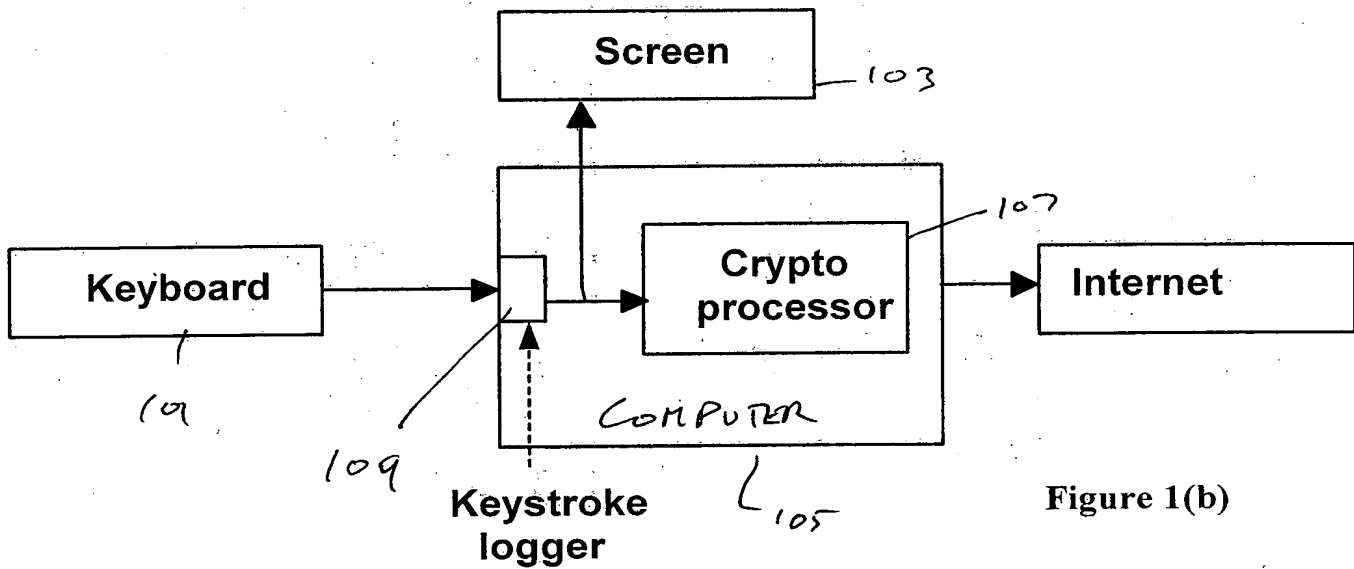 Screen
103
107
Keyboard
Crypto
processor
Internet
101
109
COMPUTER
Keystroke
logger
105
Figure 1(b)